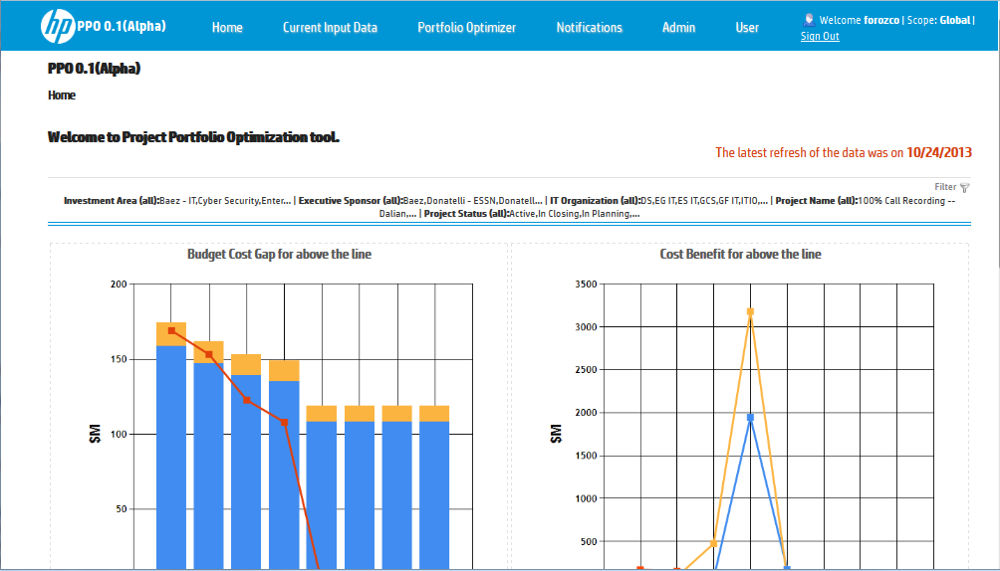 hp PPO 0.1(Alpha) Home Current Input Data Portfolio Optimizer Notifications Admin User Welcome forozco | Scope: Global |
Sign Out
PPO 0.1(Alpha)
Home
Welcome to Project Portfolio Optimization tool.
The latest refresh of the data was on 10/24/2013
Filter
Investment Area (all):Baez - IT,Cyber Security,Enter... | Executive Sponsor (all):Baez,Donatelli - ESSN,Donatell... | IT Organization (all):DS,EG IT,ES IT,GCS,GF IT,ITIO,... | Project Name (all):100% Call Recording --
Dalian,... | Project Status (all):Active,In Closing,In Planning,...
Budget Cost Gap for above the line
200
150
100
50
$M
Cost Benefit for above the line
3500
3000
2500
2000
1500
1000
500
$M